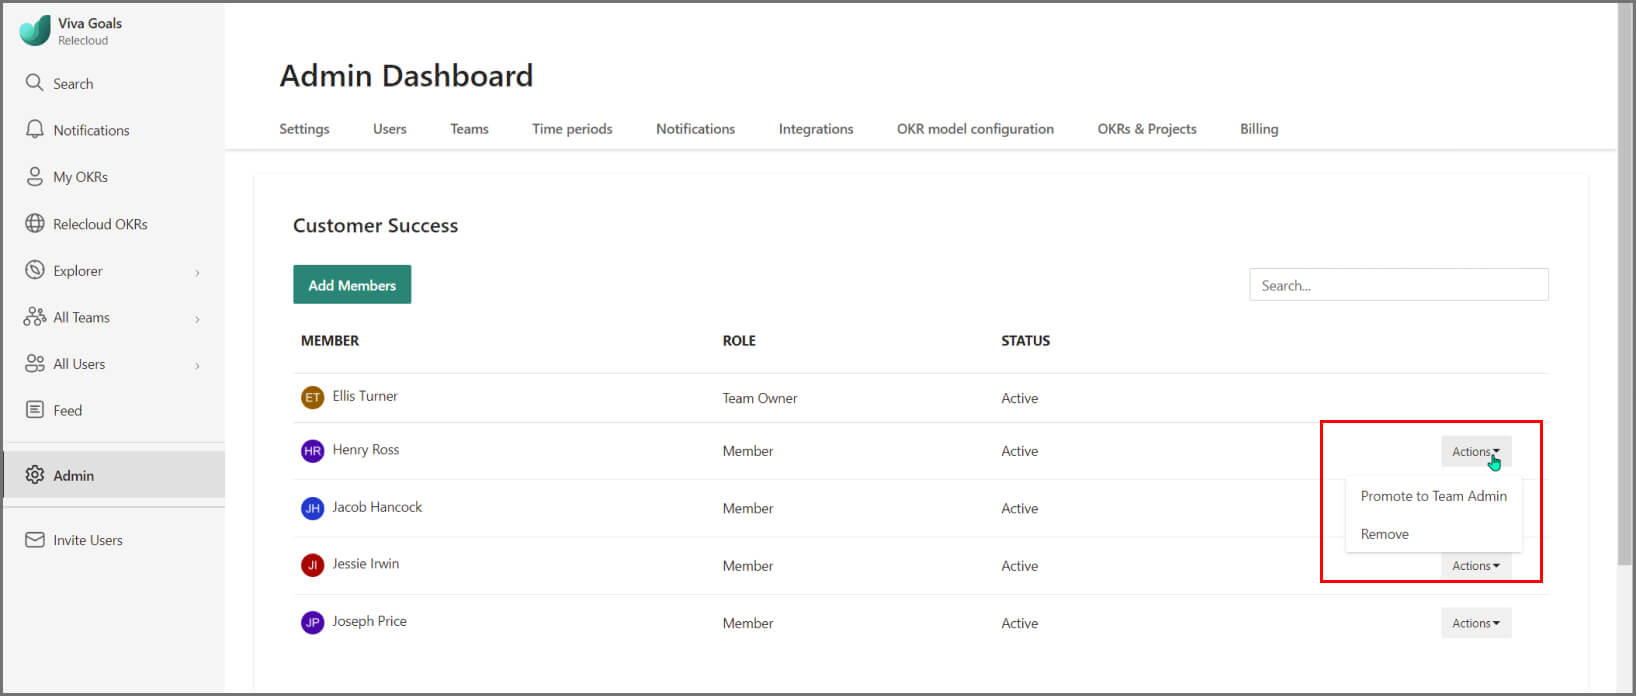 Viva Goals
Relecloud
Search
Notifications
My OKRs
Relecloud OKRs
Explorer
All Teams
All Users
Feed
Admin
Invite Users
Admin Dashboard
Settings Users Teams Time periods Notifications Integrations OKR model configuration OKRs & Projects Billing
Customer Success
Add Members Search...
MEMBER ROLE STATUS
ET Ellis Turner Team Owner Active
HR Henry Ross Member Active Actions
Promote to Team Admin
JH Jacob Hancock Member Active
Remove
JI Jessie Irwin Member Active Actions
JP Joseph Price Member Active Actions